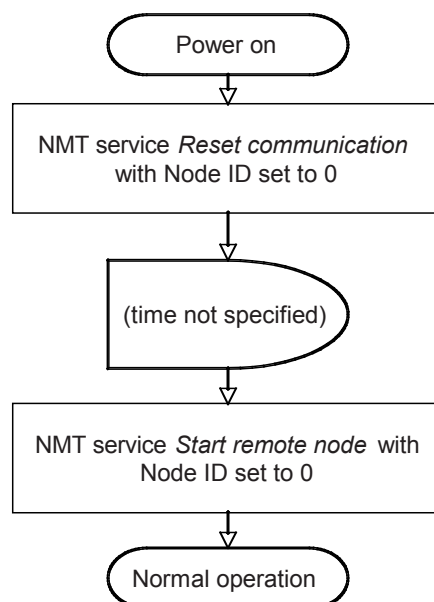 Power on
NMT service Reset communication
with Node ID set to 0
(time not specified)
NMT service Start remote node with
Node ID set to 0
Normal operation